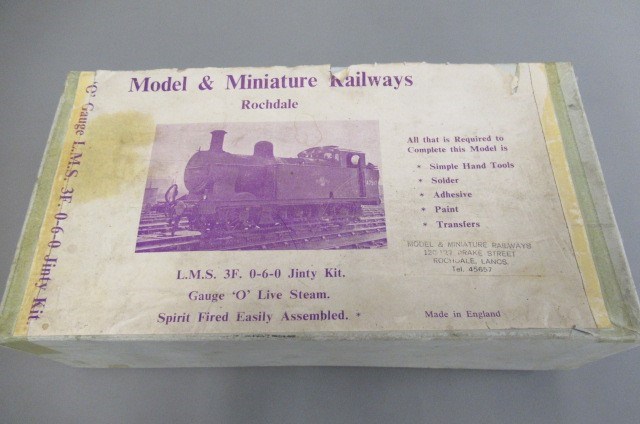 Model & Miniature Railways
Rochdale
'O' Gauge L.M.S. 3F. 0-6-0 Jinty Kit.
All that is Required to
Complete this Model is
* Simple Hand Tools
* Solder
* Adhesive
* Paint
* Transfers
MODEL & MINIATURE RAILWAYS
DRAKE STREET
ROCHDALE, LANCS.
Tel. 45657
L.M.S. 3F. 0-6-0 Jinty Kit.
Gauge 'O' Live Steam.
Spirit Fired Easily Assembled. *
Made in England